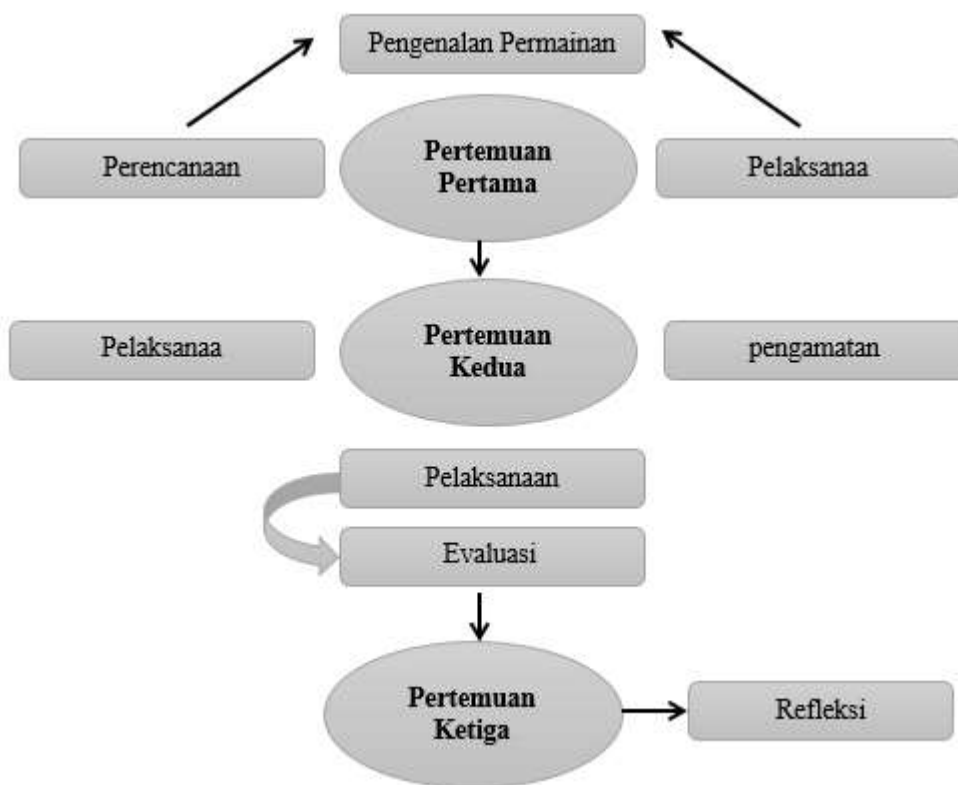 Pengenalan Permainan
Perencanaan
Pertemuan
Pertama
Pelaksanaa
Pelaksanaa
Pertemuan
Kedua
pengamatan
Pelaksanaan
Evaluasi
Pertemuan
Ketiga
Refleksi